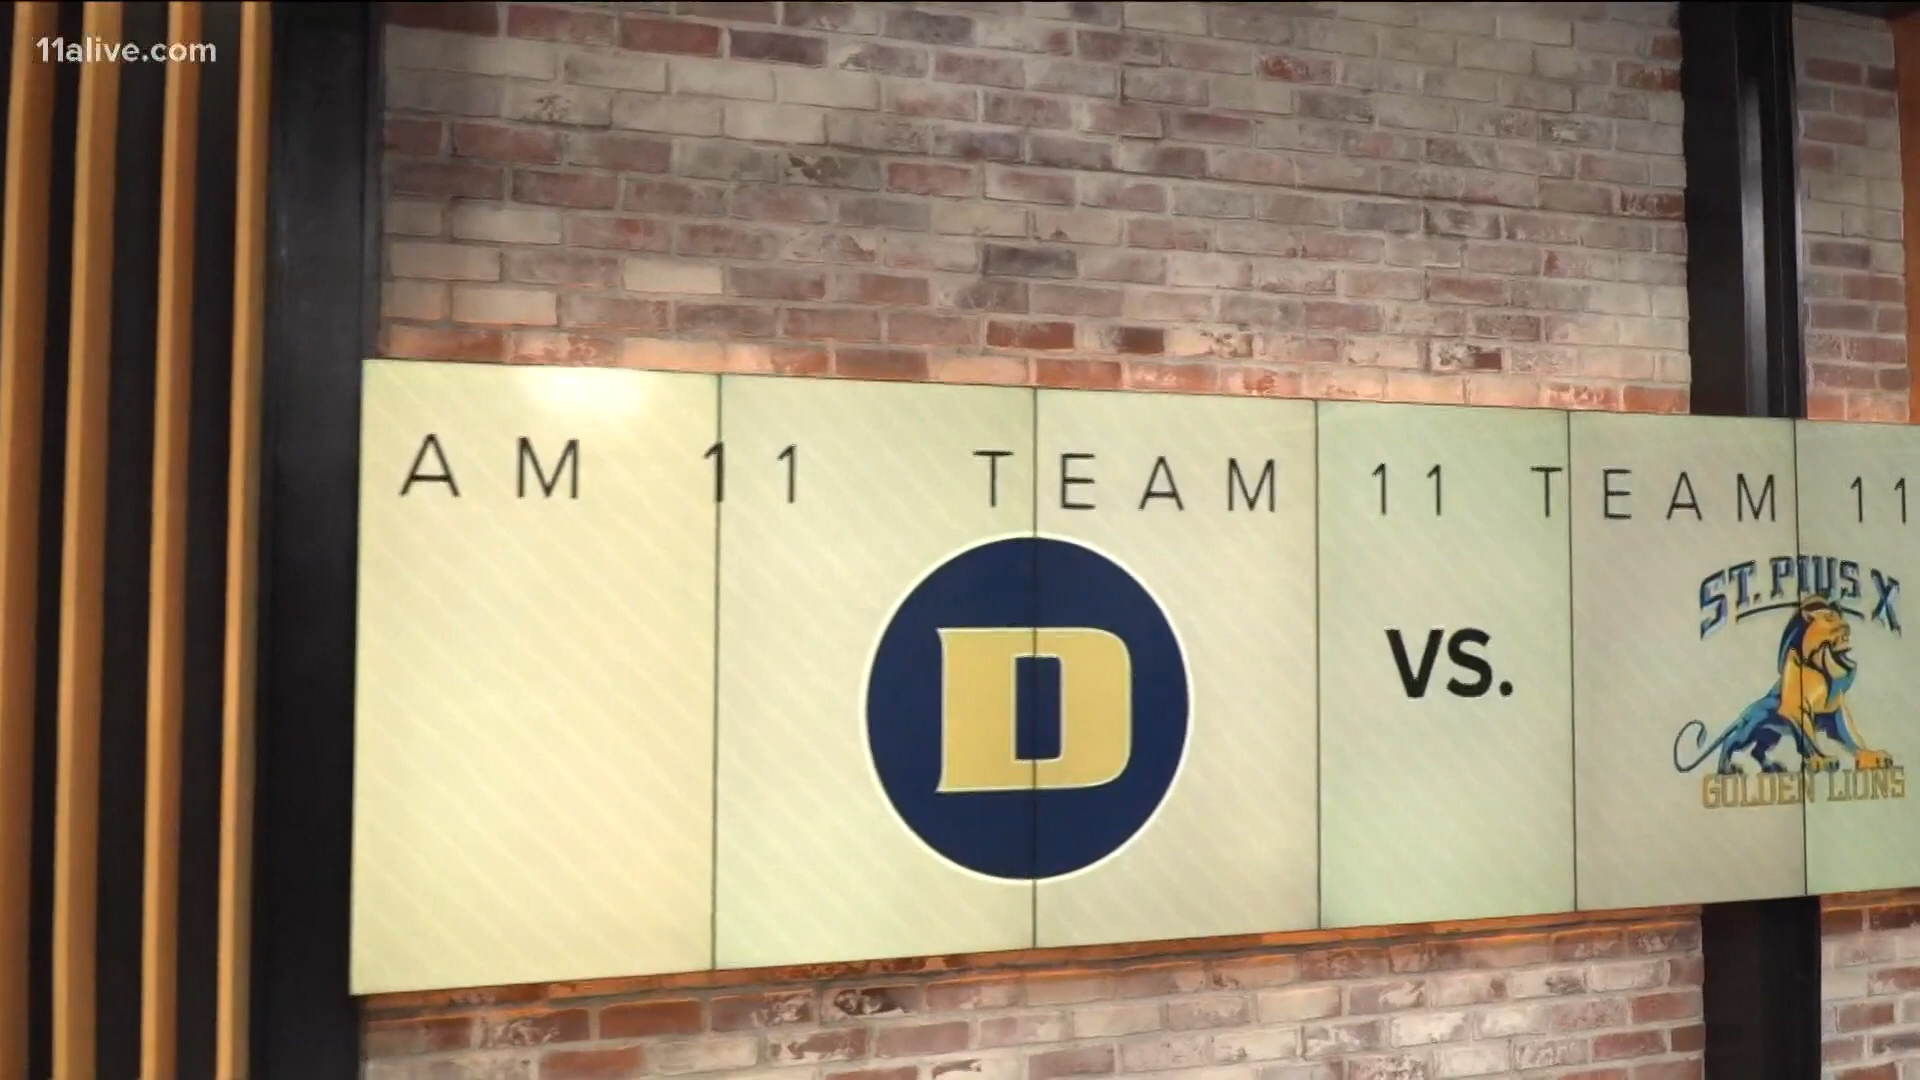 11alive.com
AM 11 TEAM 11 TEAM 11
D
VS.
ST. PIUS X
GOLDEN LIONS